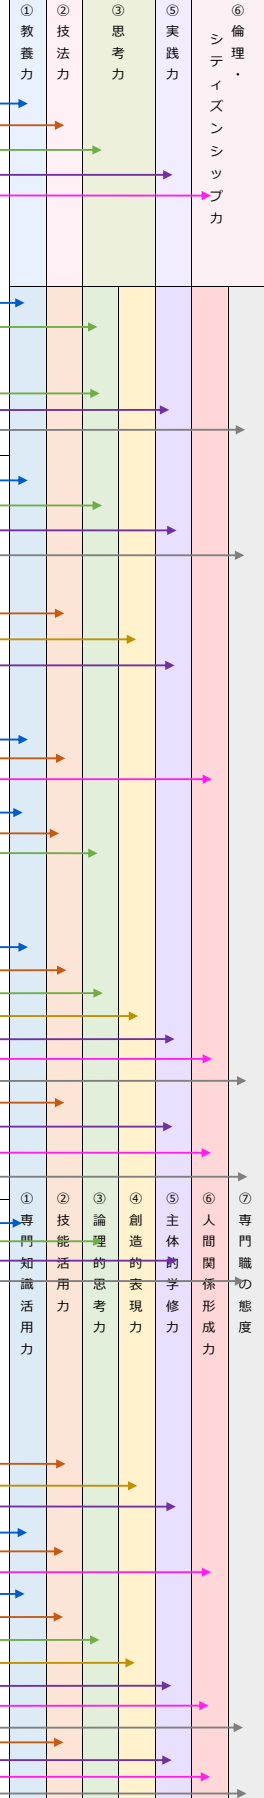 ①教養力
②技法力
③思考力
⑤実践力
⑥倫理・
シティズンシップ力
①専門知識活用力
②技能活用力
③論理的思考力
④創造的表現力
⑤主体的学修力
⑥人間関係形成力
⑦専門職の態度